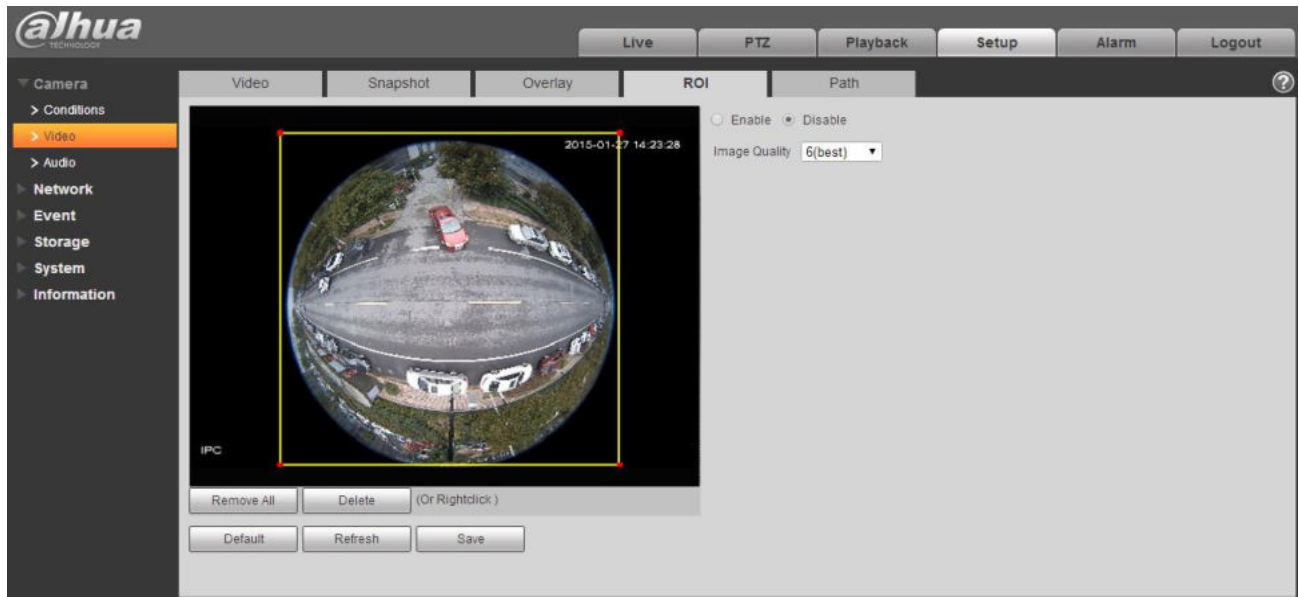 alhua
TECHNOLOGY
Live PTZ Playback Setup Alarm Logout
Camera
> Conditions
> Video
> Audio
Network
Event
Storage
System
Information
Video Snapshot Overlay ROI Path ?
2015-01-27 14:23:28
IPC
Enable Disable
Image Quality 6(best)
Remove All Delete (Or Rightclick )
Default Refresh Save